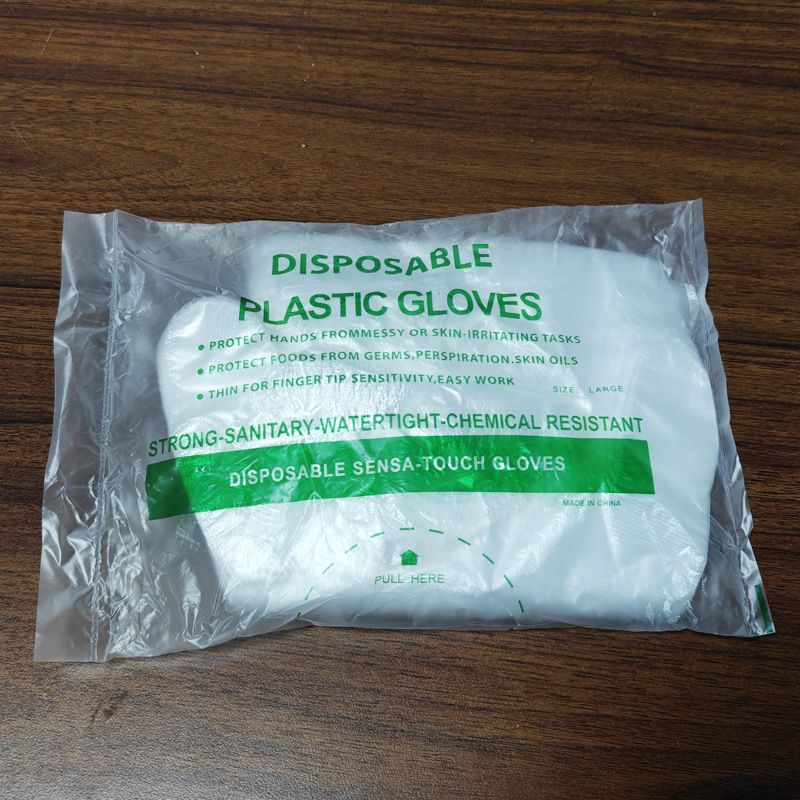 DISPOSABLE
PLASTIC GLOVES
• PROTECT HANDS FROMMESSY OR SKIN-IRRITATING TASKS
• PROTECT FOODS FROM GERMS,PERSPIRATION.SKIN OILS
• THIN FOR FINGER TIP SENSITIVITY,EASY WORK
SIZE: LARGE
STRONG-SANITARY-WATERTIGHT-CHEMICAL RESISTANT
DISPOSABLE SENSA-TOUCH GLOVES
MADE IN CHINA
PULL HERE